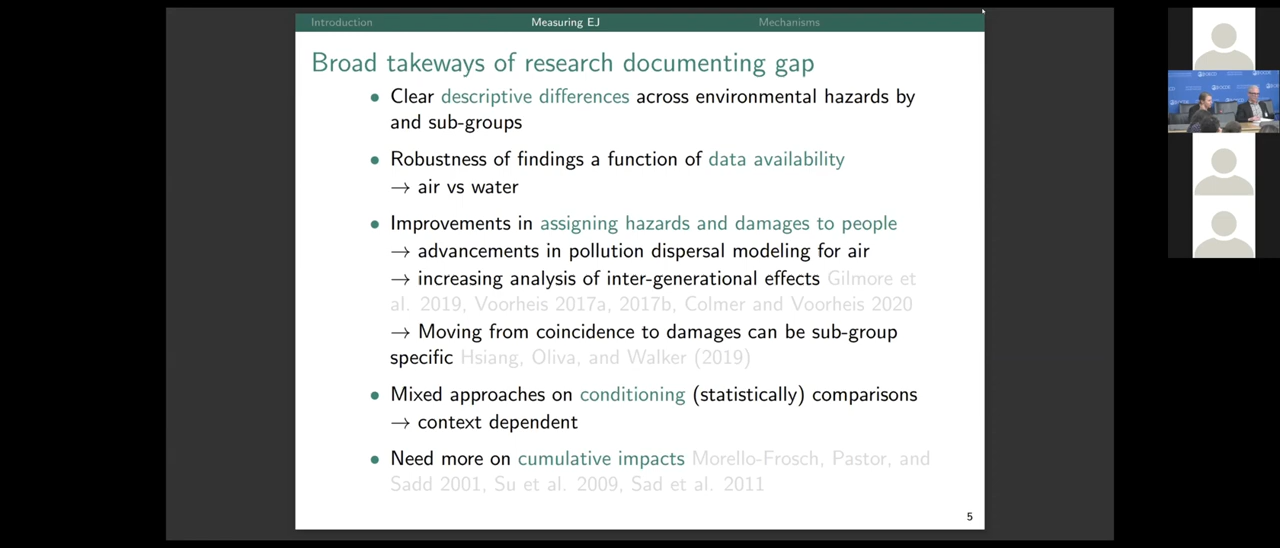 Introduction
Measuring EJ
Mechanisms
Broad takeways of research documenting gap
• Clear descriptive differences across environmental hazards by
and sub-groups
• Robustness of findings a function of data availability
→ air vs water
• Improvements in assigning hazards and damages to people
→ advancements in pollution dispersal modeling for air
→ increasing analysis of inter-generational effects Gilmore et
al. 2019, Voorheis 2017a, 2017b, Colmer and Voorheis 2020
→ Moving from coincidence to damages can be sub-group
specific Hsiang, Oliva, and Walker (2019)
• Mixed approaches on conditioning (statistically) comparisons
→ context dependent
• Need more on cumulative impacts Morello-Frosch, Pastor, and
Sadd 2001, Su et al. 2009, Sad et al. 2011
5